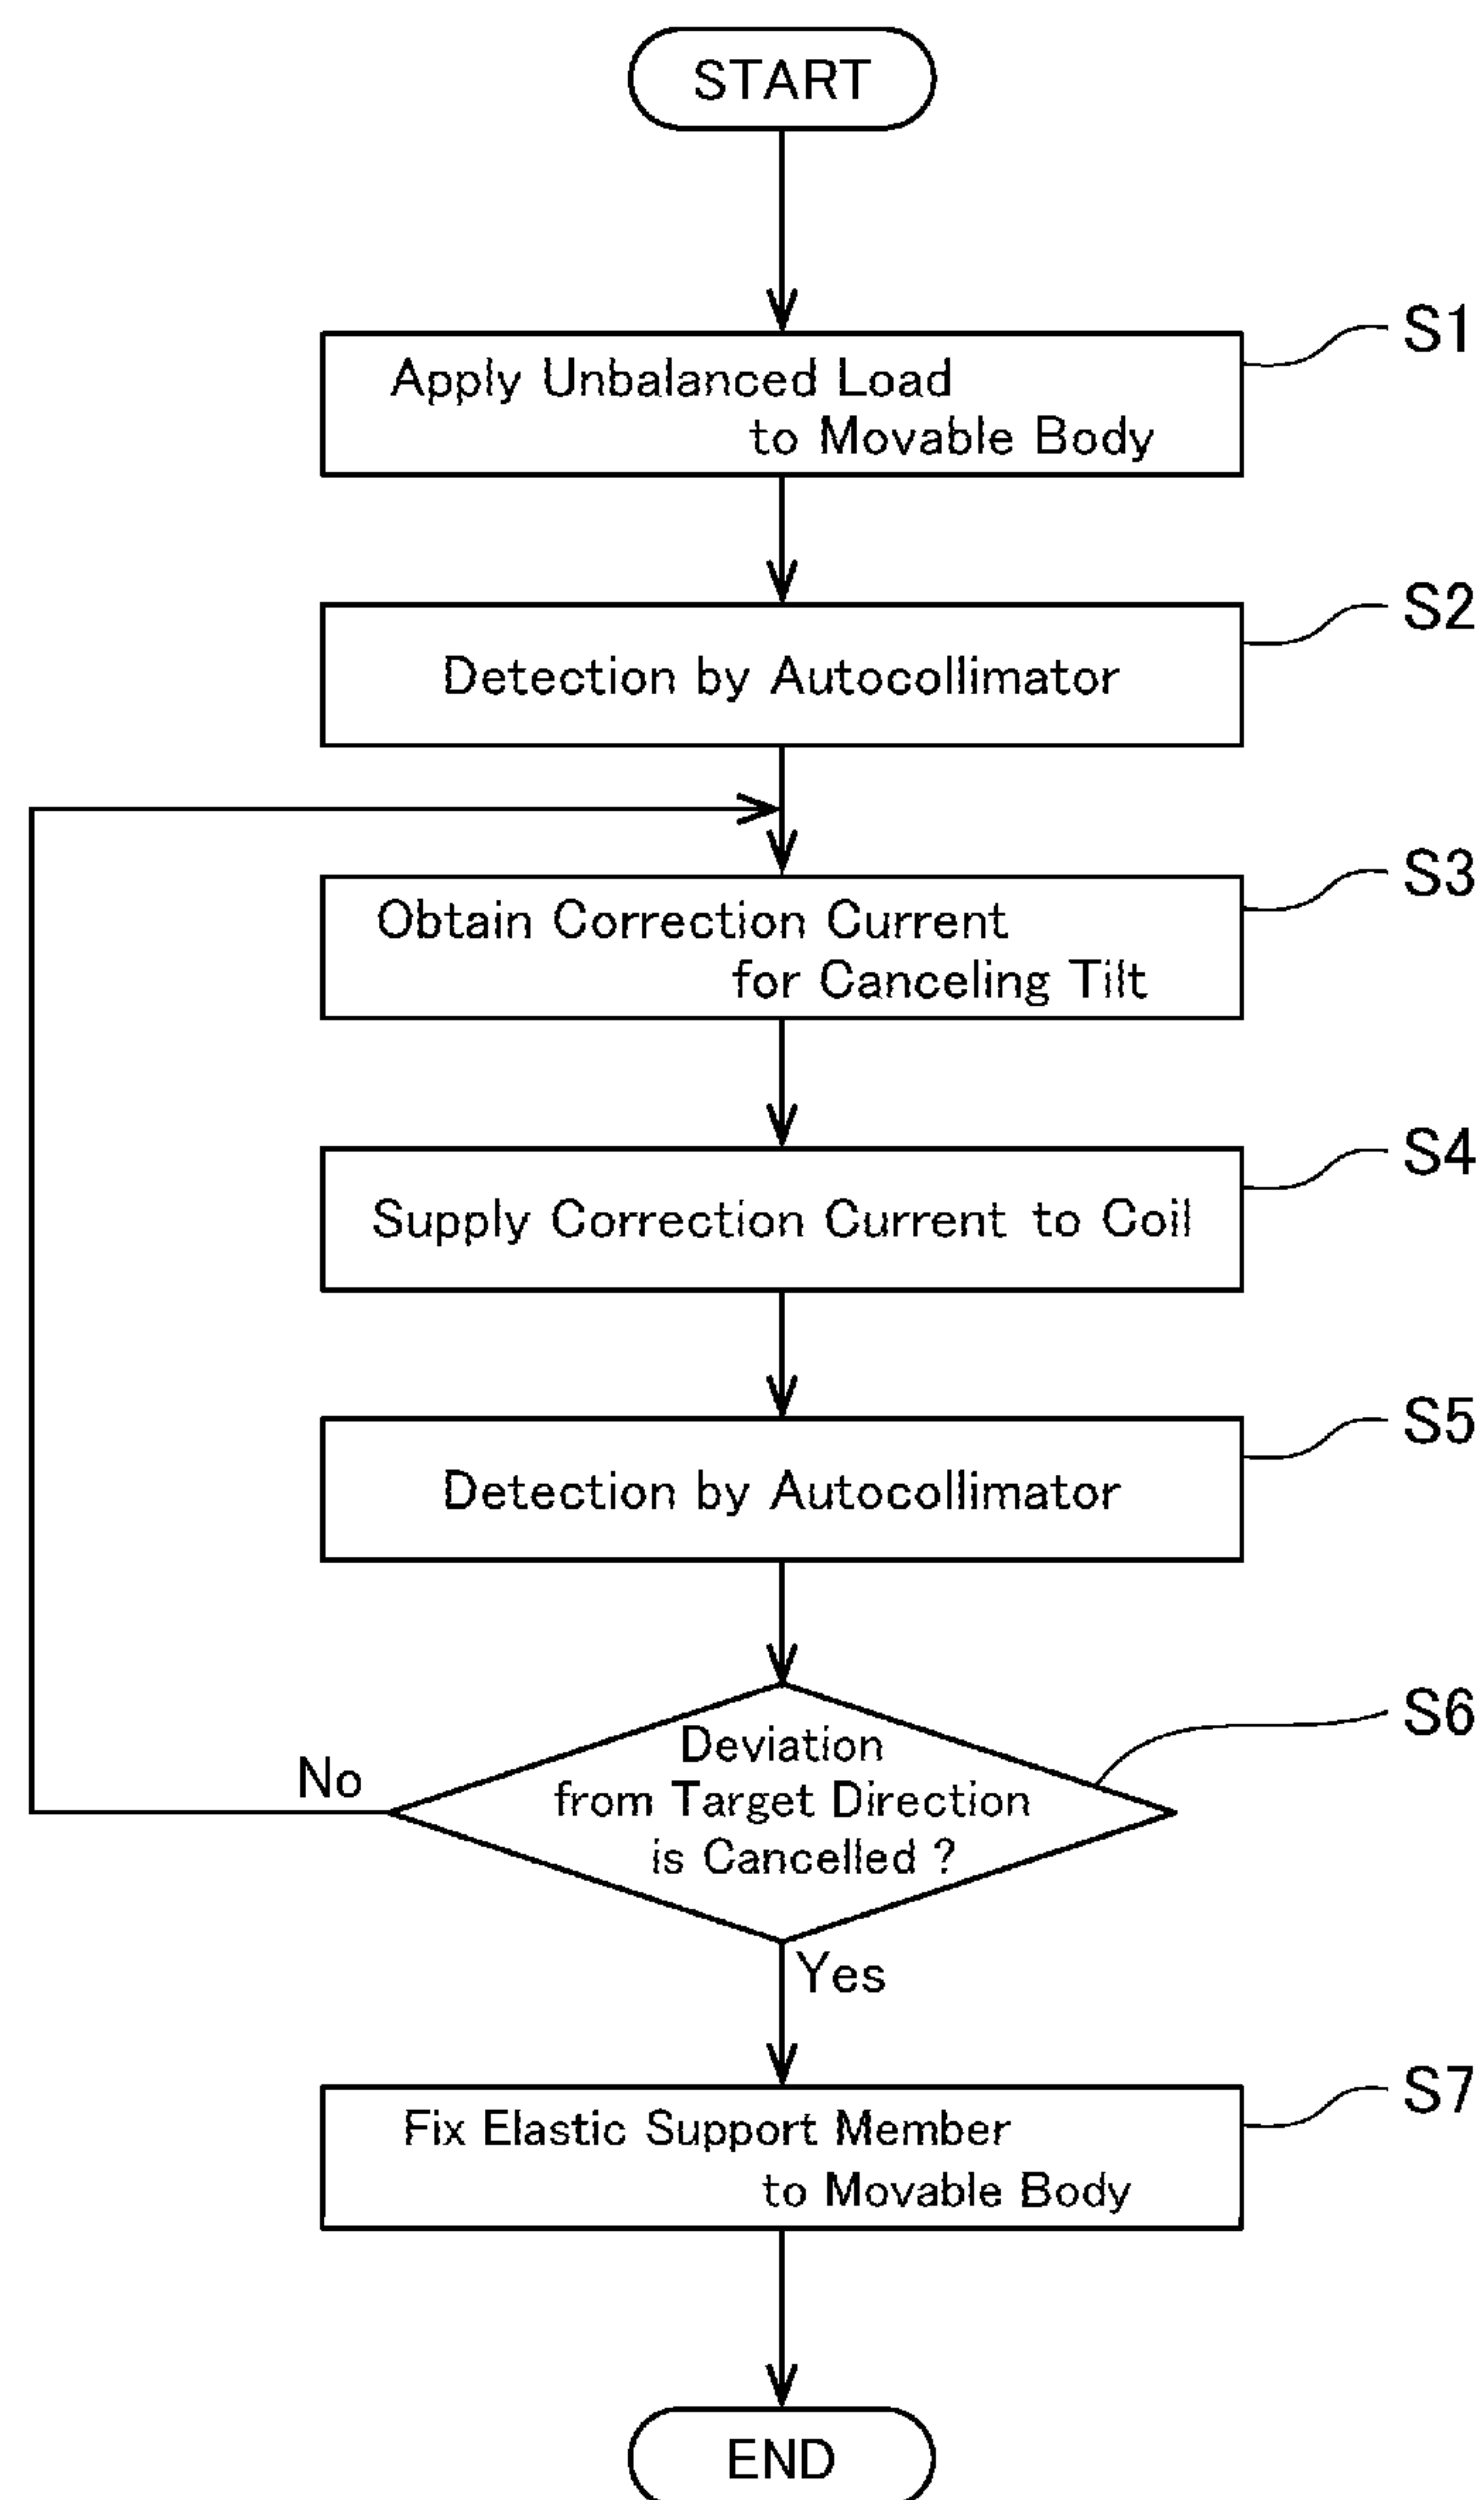 START
S1
Apply Unbalanced Load
to Movable Body
S2
Detection by Autocollimator
S3
Obtain Correction Current
for Canceling Tilt
S4
Supply Correction Current to Coil
S5
Detection by Autocollimator
S6
Deviation
No
from Target Direction
is Cancelled ?
Yes
S7
Fix Elastic Support Member
to Movable Body
END